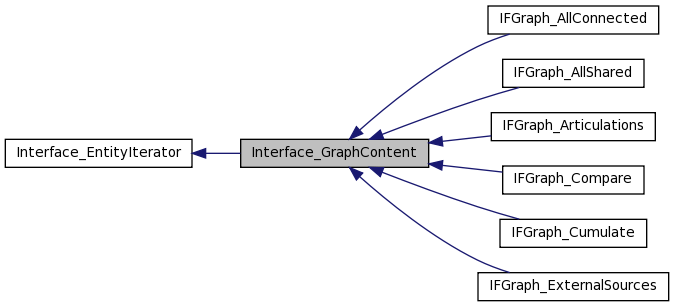 IFGraph_AllConnected
IFGraph_AllShared
IFGraph_Articulations
Interface_EntityIterator
Interface_GraphContent
IFGraph_Compare
IFGraph_Cumulate
IFGraph_ExternalSources